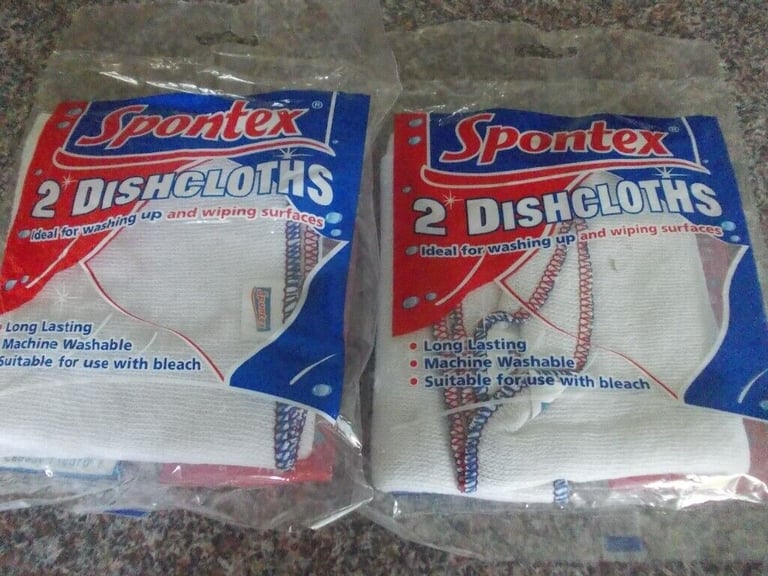 Spontex®
2 DISHCLOTHS
Ideal for washing up and wiping surfaces
Spontex
• Long Lasting
Machine Washable
Suitable for use with bleach
Spontex®
2 DISHCLOTHS
Ideal for washing up and wiping surfaces
• Long Lasting
• Machine Washable
• Suitable for use with bleach